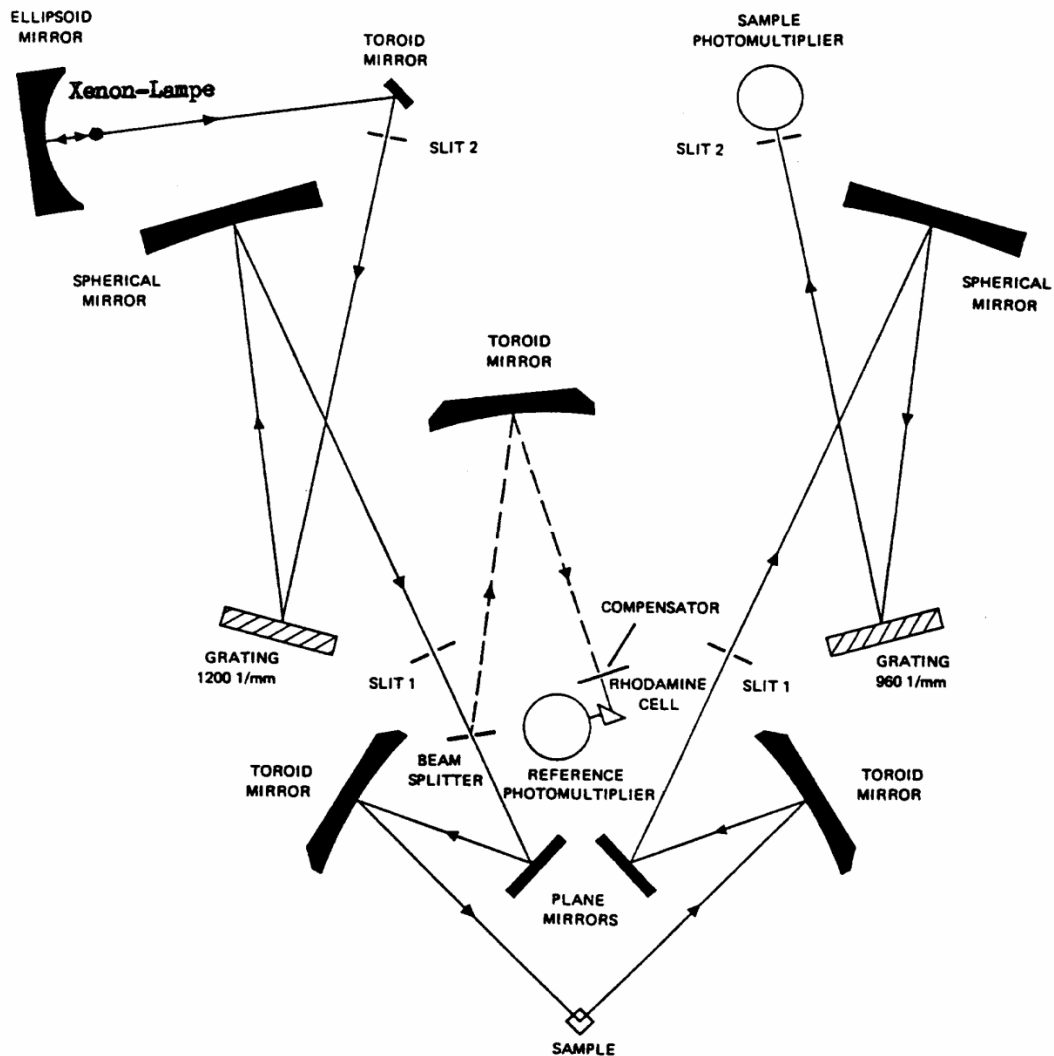 ELLIPSOID
MIRROR
Xenon-Lampe
TOROID
MIRROR
SLIT 2
SAMPLE
PHOTOMULTIPLIER
SLIT 2
SPHERICAL
MIRROR
SPHERICAL
MIRROR
TOROID
MIRROR
GRATING
1200 1/mm
SLIT 1
COMPENSATOR
RHODAMINE
CELL
SLIT 1
GRATING
960 1/mm
BEAM
SPLITTER
REFERENCE
PHOTOMULTIPLIER
TOROID
MIRROR
TOROID
MIRROR
PLANE
MIRRORS
SAMPLE